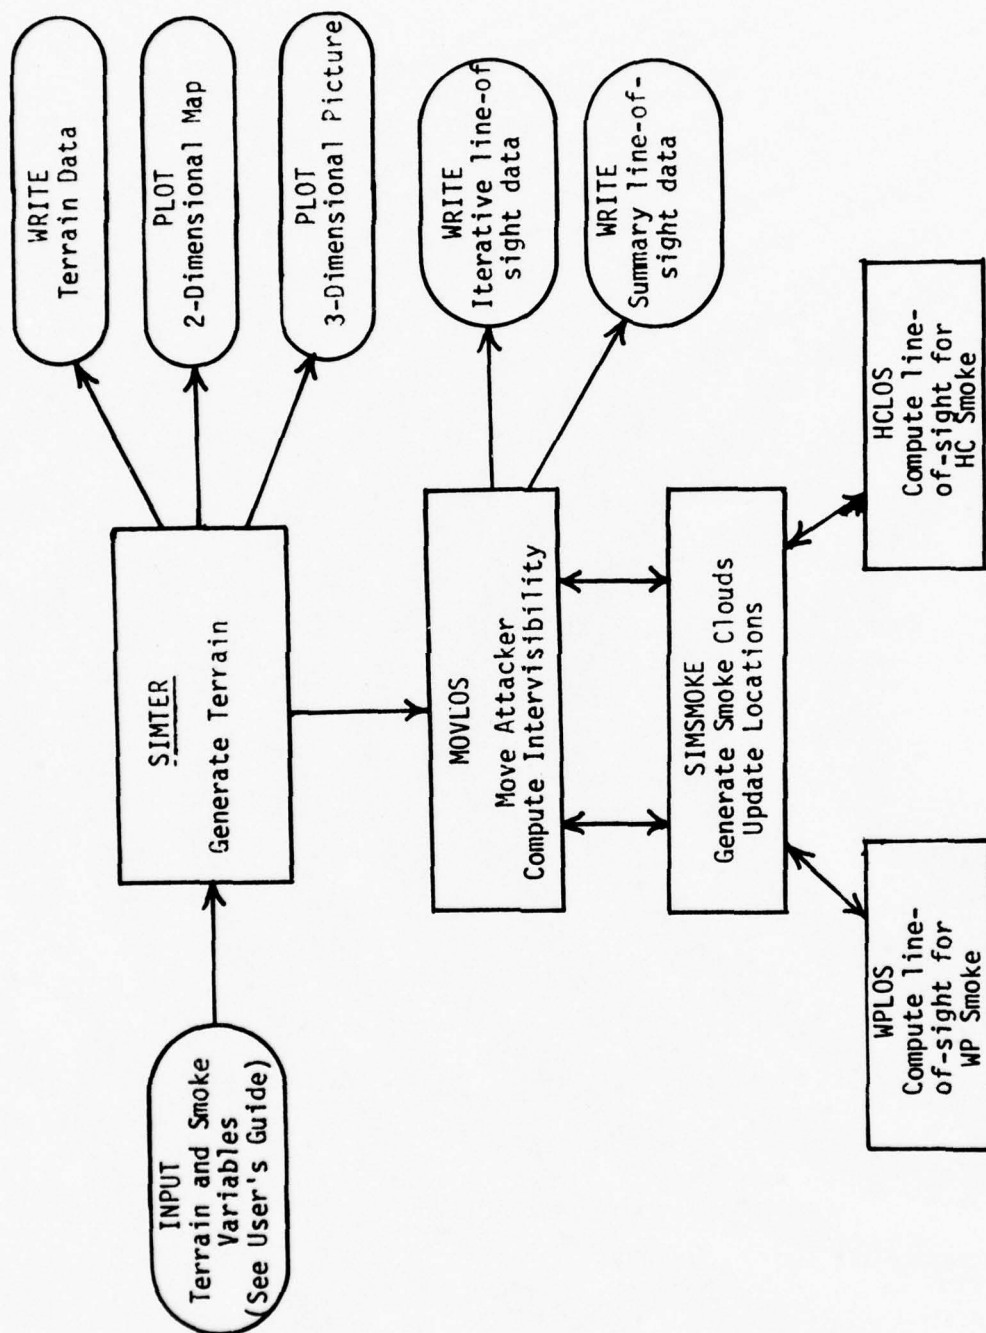 INPUT
Terrain and Smoke
Variables
(See User's Guide)
SIMTER
Generate Terrain
WRITE
Terrain Data
PLOT
2-Dimensional Map
PLOT
3-Dimensional Picture
MOVLOS
Move Attacker
Compute Intervisibility
WRITE
Iterative line-of
sight data
WRITE
Summary line-of-
sight data
SIMSMOKE
Generate Smoke Clouds
Update Locations
WPLOS
Compute line-
of-sight for
WP Smoke
HCLOS
Compute line-
of-sight for
HC Smoke